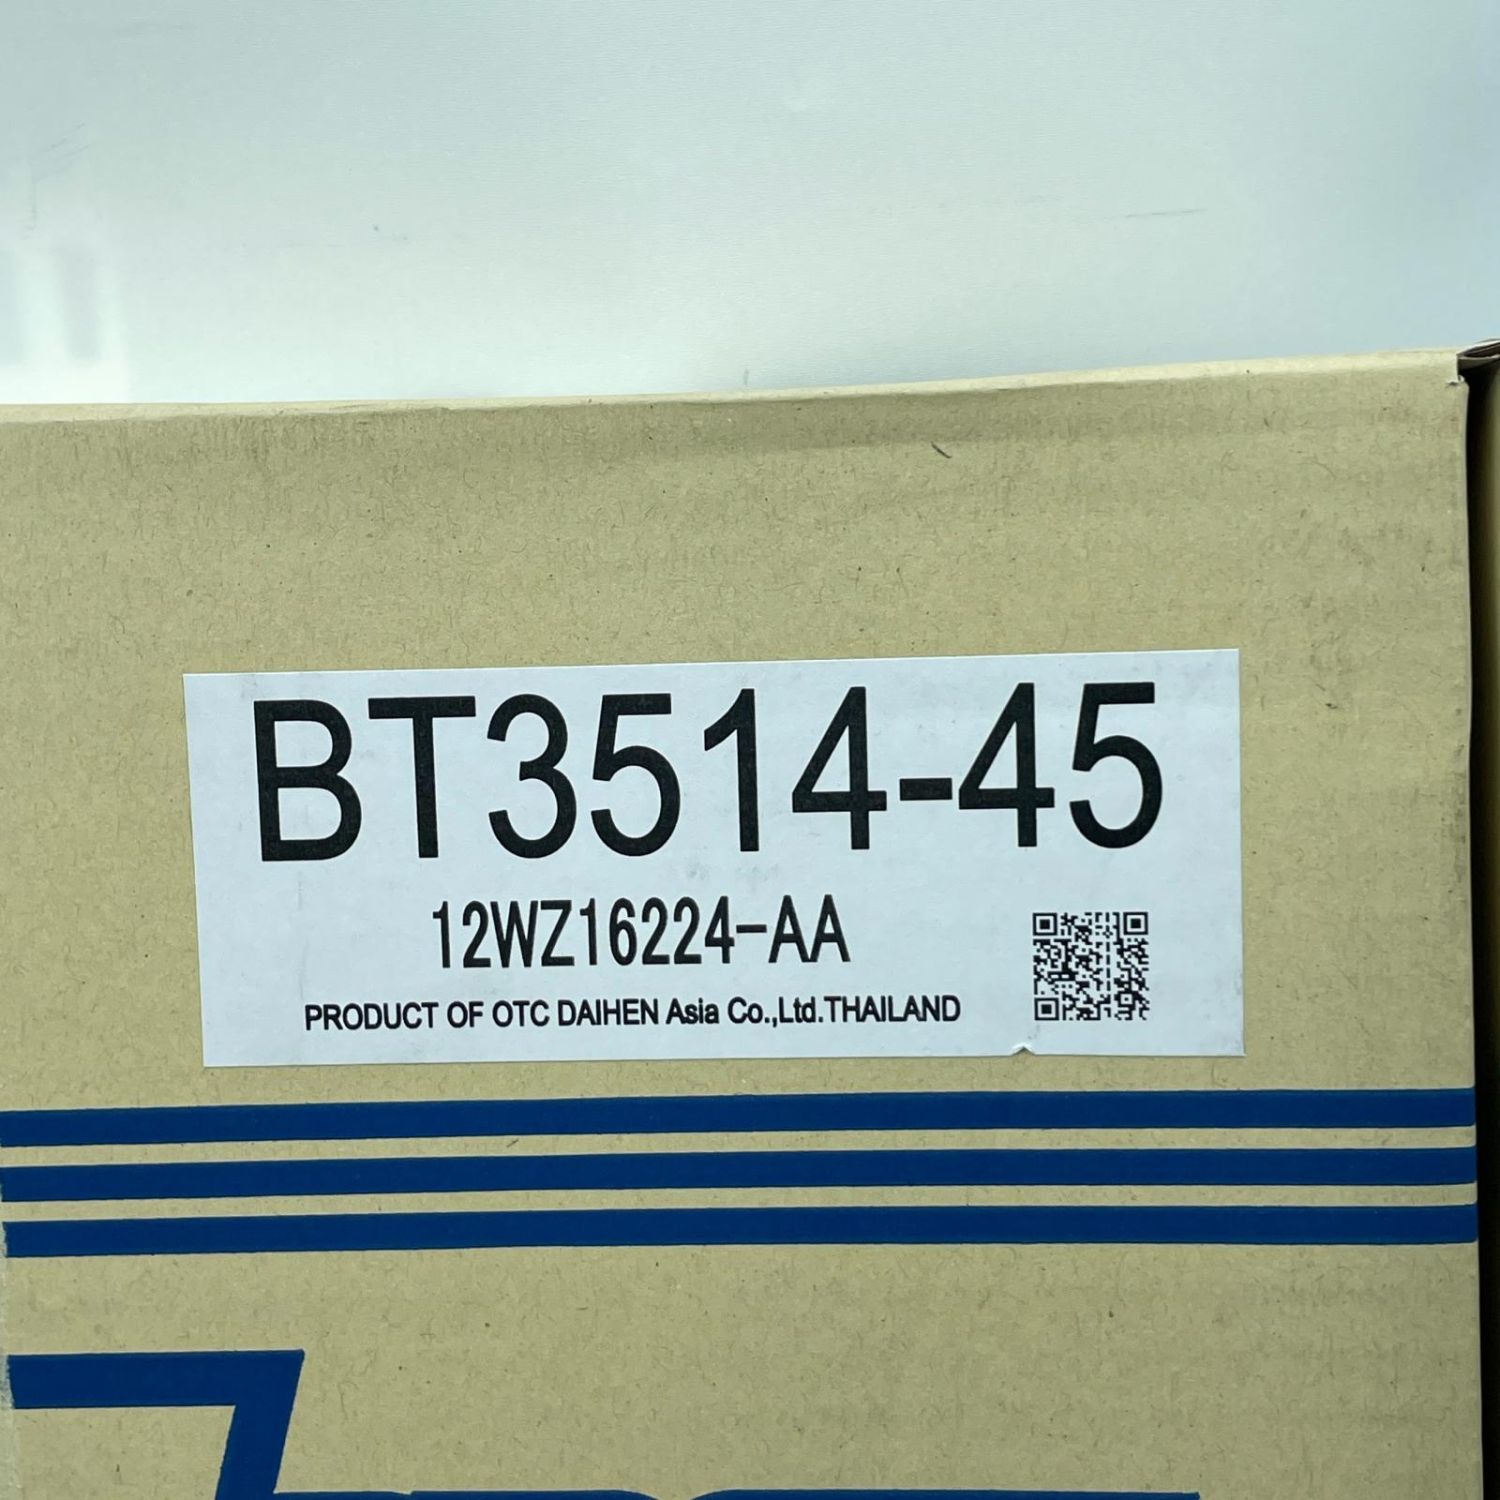 BT3514-45
12WZ16224-AA
PRODUCT OF OTC DAIHEN Asia Co.,Ltd.THAILAND